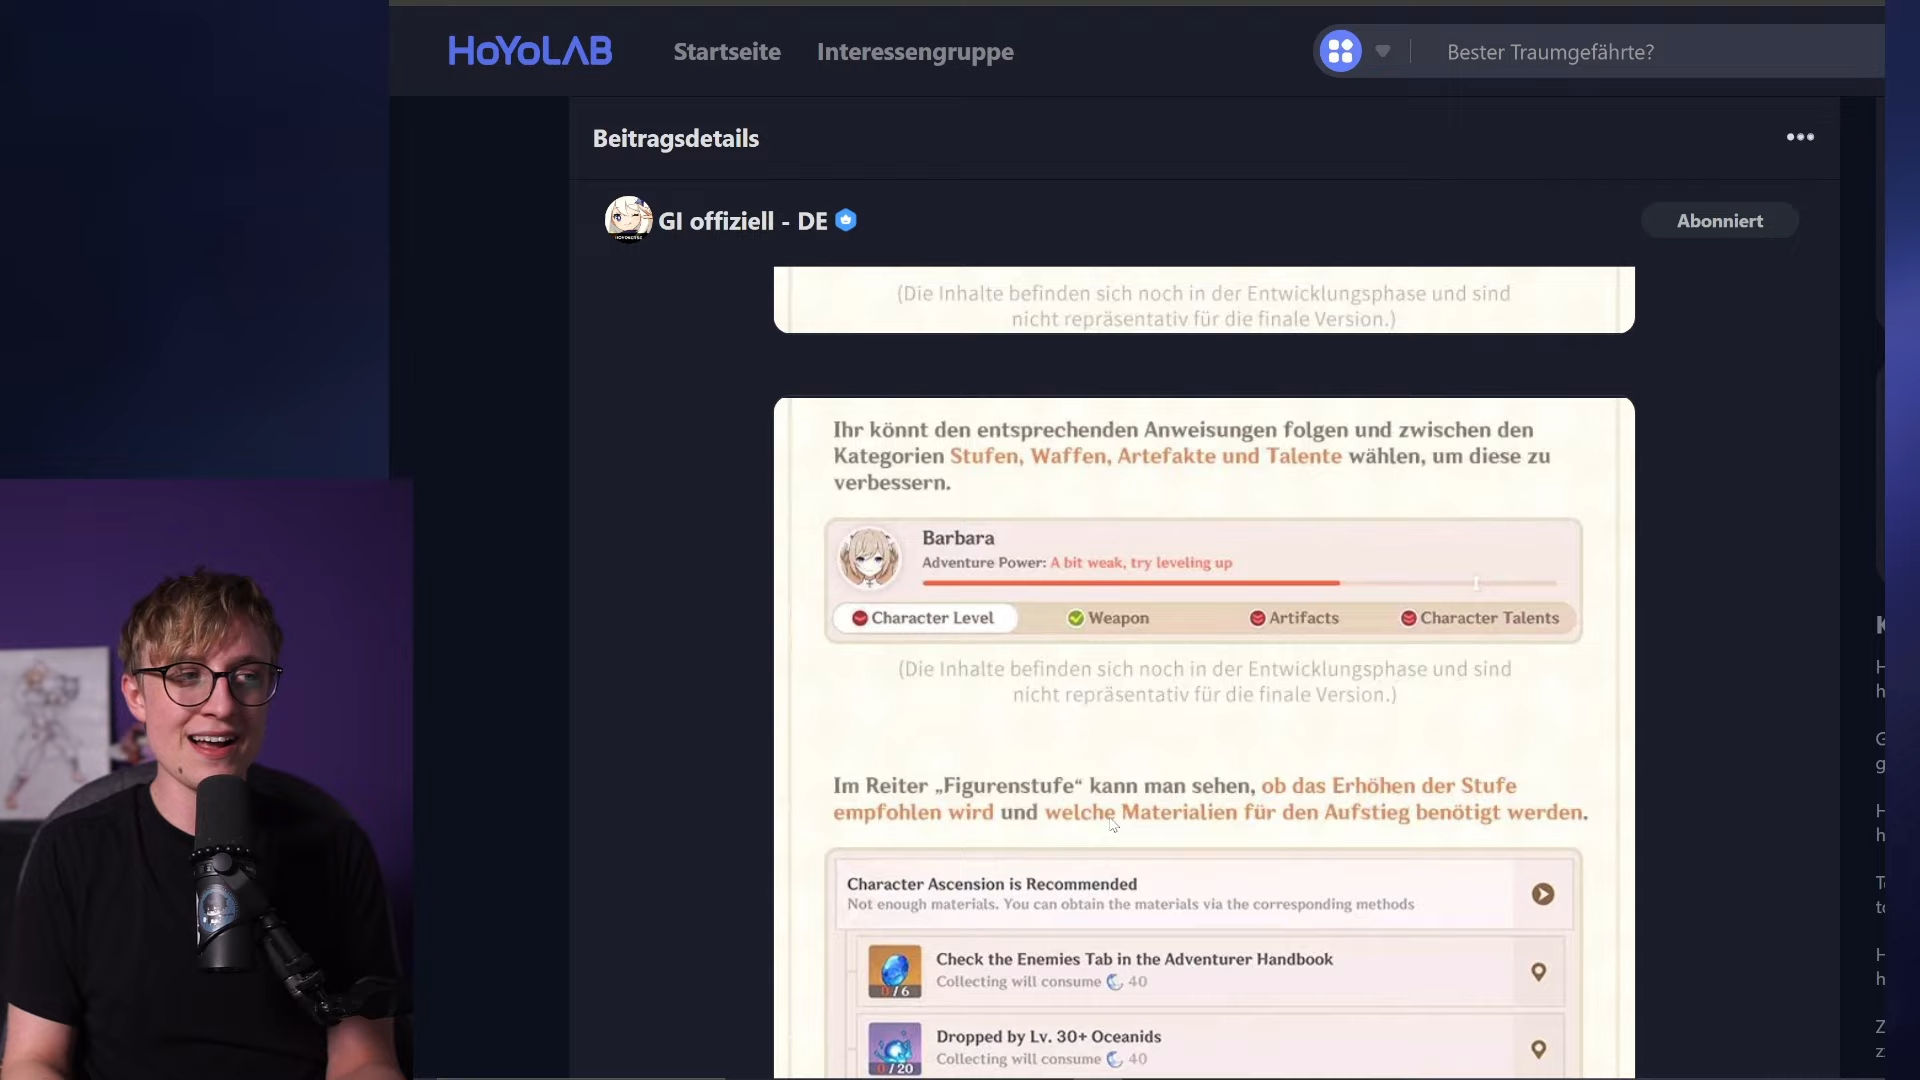 HoYoLAB
Startseite
Interessengruppe
Bester Traumgefährte?
Beitragsdetails
GI offiziell - DE
Abonniert
(Die Inhalte befinden sich noch in der Entwicklungsphase und sind
nicht repräsentativ für die finale Version.)
Ihr könnt den entsprechenden Anweisungen folgen und zwischen den
Kategorien Stufen, Waffen, Artefakte und Talente wählen, um diese zu
verbessern.
Barbara
Adventure Power: A bit weak, try leveling up
Character Level
Weapon
Artifacts
Character Talents
(Die Inhalte befinden sich noch in der Entwicklungsphase und sind
nicht repräsentativ für die finale Version.)
Im Reiter „Figurenstufe“ kann man sehen, ob das Erhöhen der Stufe
empfohlen wird und welche Materialien für den Aufstieg benötigt werden.
Character Ascension is Recommended
Not enough materials. You can obtain the materials via the corresponding methods
Check the Enemies Tab in the Adventurer Handbook
Collecting will consume 40
0/6
Dropped by Lv. 30+ Oceanids
Collecting will consume 40
0/20